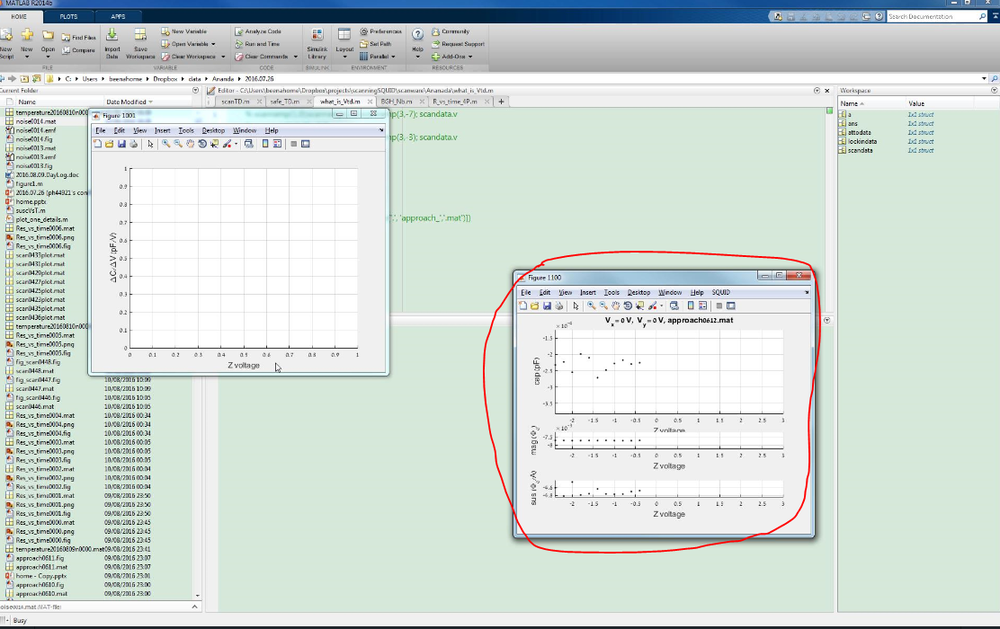 MATLAB R2014b
HOME PLOTS APPS
Search Documentation
New Script New Open Find Files Compare Import Data Save Workspace New Variable Open Variable Clear Workspace Analyze Code Run and Time Clear Commands Simulink Library Layout Preferences Set Path Parallel Help Community Request Support Add-Ons
FILE VARIABLE CODE SIMULINK ENVIRONMENT RESOURCES
C: Users beenahome Dropbox data Ananda 2016.07.26
Current Folder
Name Date Modified
temperature20160810n0000.
noise0014.mat
noise0014.emf
noise0014.fig
noise0013.mat
noise0013.emf
noise0013.fig
2016.08.09.DayLog.doc
figure1.m
2016.07.26 (ph44921's con
home.pptx
suscVsT.m
plot_one_details.m
Res_vs_time0006.mat
Res_vs_time0006.png
Res_vs_time0006.fig
scan0433plot.mat
scan0431plot.mat
scan0429plot.mat
scan0427plot.mat
scan0425plot.mat
scan0423plot.mat
scan0435plot.mat
scan0436plot.mat
temperature20160810n0000
Res_vs_time0005.mat
Res_vs_time0005.png
Res_vs_time0005.fig
fig_scan0448.fig
scan0448.mat
fig_scan0447.fig 10/08/2016 10:09
scan0447.mat 10/08/2016 10:09
fig_scan0446.fig 10/08/2016 10:05
scan0446.mat 10/08/2016 10:05
Res_vs_time0004.mat 10/08/2016 00:34
Res_vs_time0004.png 10/08/2016 00:34
Res_vs_time0004.fig 10/08/2016 00:34
Res_vs_time0003.mat 10/08/2016 00:05
Res_vs_time0003.png 10/08/2016 00:05
Res_vs_time0003.fig 10/08/2016 00:05
Res_vs_time0002.mat 10/08/2016 00:04
Res_vs_time0002.png 10/08/2016 00:04
Res_vs_time0002.fig 10/08/2016 00:04
Res_vs_time0001.mat 09/08/2016 23:50
Res_vs_time0001.png 09/08/2016 23:50
Res_vs_time0001.fig 09/08/2016 23:50
Res_vs_time0000.mat 09/08/2016 23:45
Res_vs_time0000.png 09/08/2016 23:45
Res_vs_time0000.fig 09/08/2016 23:45
temperature20160809n0000.mat 09/08/2016 23:41
approach0611.fig 09/08/2016 23:07
approach0611.mat 09/08/2016 23:07
home - Copy.pptx 09/08/2016 23:01
approach0610.fig 09/08/2016 23:00
approach0610.mat 09/08/2016 23:00
noise0014.mat (MAT-file)
Busy
Editor - C:\Users\beenahome\Dropbox\projects\scanningSQUID\scanware\Ananada\what_is_Vtd.m
scanTD.m safe_TD.m what_is_Vtd.m BGH_Nb.m R_vs_time_4P.m
mp(3,-7); scandata.v
mp(3,-3); scandata.v
'approach_','.mat')])
Figure 1001
File Edit View Insert Tools Desktop Window Help
ΔC/ΔV (pF/V)
1
0.9
0.8
0.7
0.6
0.5
0.4
0.3
0.2
0.1
0
0 0.1 0.2 0.3 0.4 0.5 0.6 0.7 0.8 0.9 1
Z voltage
Figure 1100
File Edit View Insert Tools Desktop Window Help SQUID
Vx = 0 V, Vy = 0 V, approach0612.mat
cap (pF)
-1.5
-2
-2.5
-3
-3.5
-2 -1.5 -1 -0.5 0 0.5 1 1.5 2 2.5 3
Z voltage
mag (Φ0)
-7.5
-8
-2 -1.5 -1 -0.5 0 0.5 1 1.5 2 2.5 3
Z voltage
sus (Φ0/A)
-4.6
-4.8
-2 -1.5 -1 -0.5 0 0.5 1 1.5 2 2.5 3
Z voltage
Workspace
Name Value
a 1x1 struct
ans 1x1 struct
attodata 1x1 struct
lockindata 1x1 struct
scandata 1x1 struct